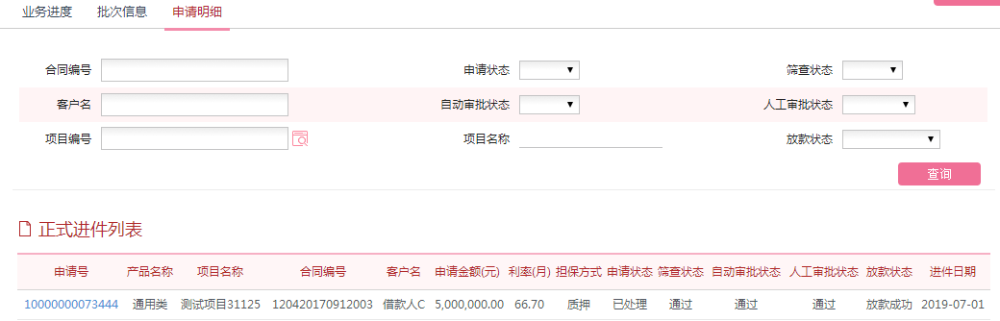 业务进度 批次信息 申请明细
合同编号 申请状态 筛查状态
客户名 自动审批状态 人工审批状态
项目编号 项目名称 放款状态
查询
正式进件列表
申请号 产品名称 项目名称 合同编号 客户名 申请金额(元) 利率(月) 担保方式 申请状态 筛查状态 自动审批状态 人工审批状态 放款状态 进件日期
10000000073444 通用类 测试项目31125 120420170912003 借款人C 5,000,000.00 66.70 质押 已处理 通过 通过 通过 放款成功 2019-07-01